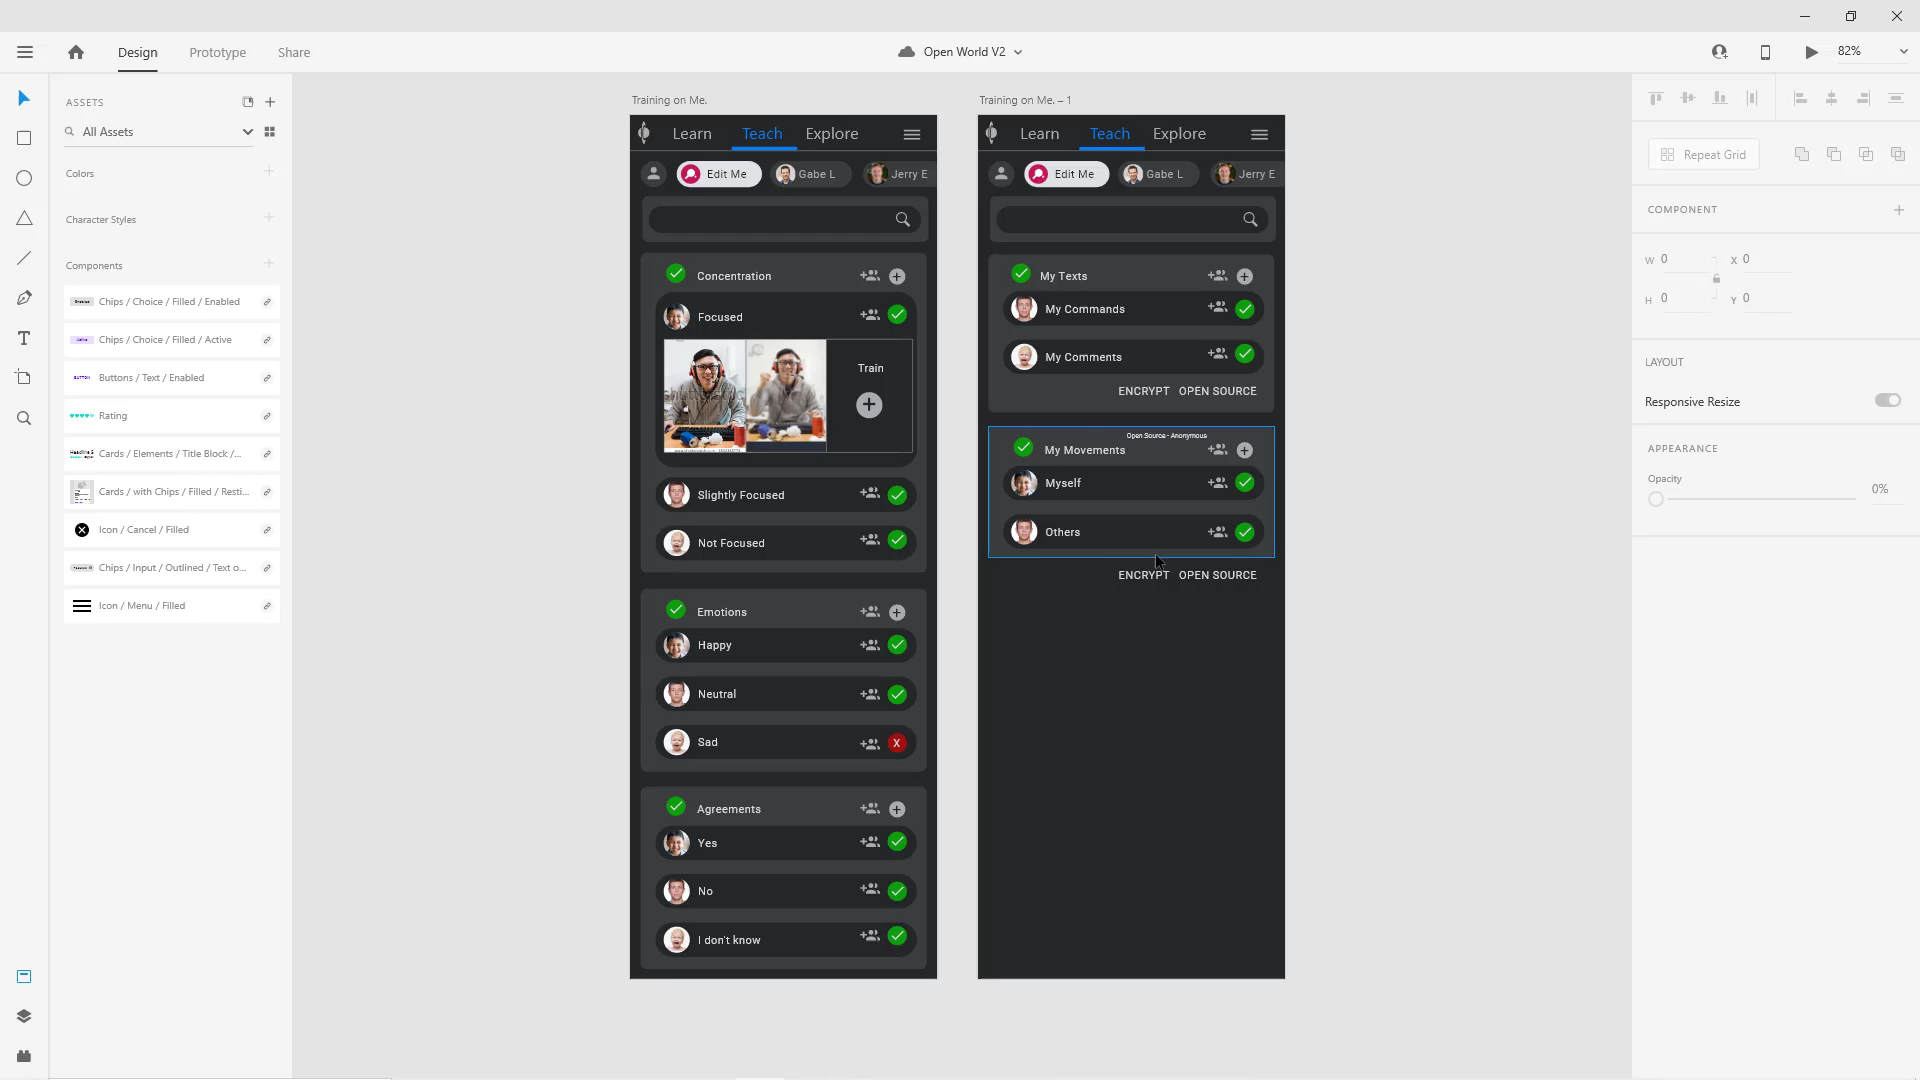 Design Prototype Share
Open World V2
82%
ASSETS
All Assets
Colors
Character Styles
Components
Chips / Choice / Filled / Enabled
Chips / Choice / Filled / Active
BUTTON Buttons / Text / Enabled
Rating
Cards / Elements / Title Block /...
Cards / with Chips / Filled / Resti...
Icon / Cancel / Filled
Chips / Input / Outlined / Text o...
Icon / Menu / Filled
Training on Me.
Learn Teach Explore
Edit Me Gabe L Jerry E
Concentration
Focused
Train
Slightly Focused
Not Focused
Emotions
Happy
Neutral
Sad X
Agreements
Yes
No
I don't know
Training on Me. – 1
Learn Teach Explore
Edit Me Gabe L Jerry E
My Texts
My Commands
My Comments
ENCRYPT OPEN SOURCE
Open Source - Anonymous
My Movements
Myself
Others
ENCRYPT OPEN SOURCE
Repeat Grid
COMPONENT
W 0 X 0
H 0 Y 0
LAYOUT
Responsive Resize
APPEARANCE
Opacity
0%